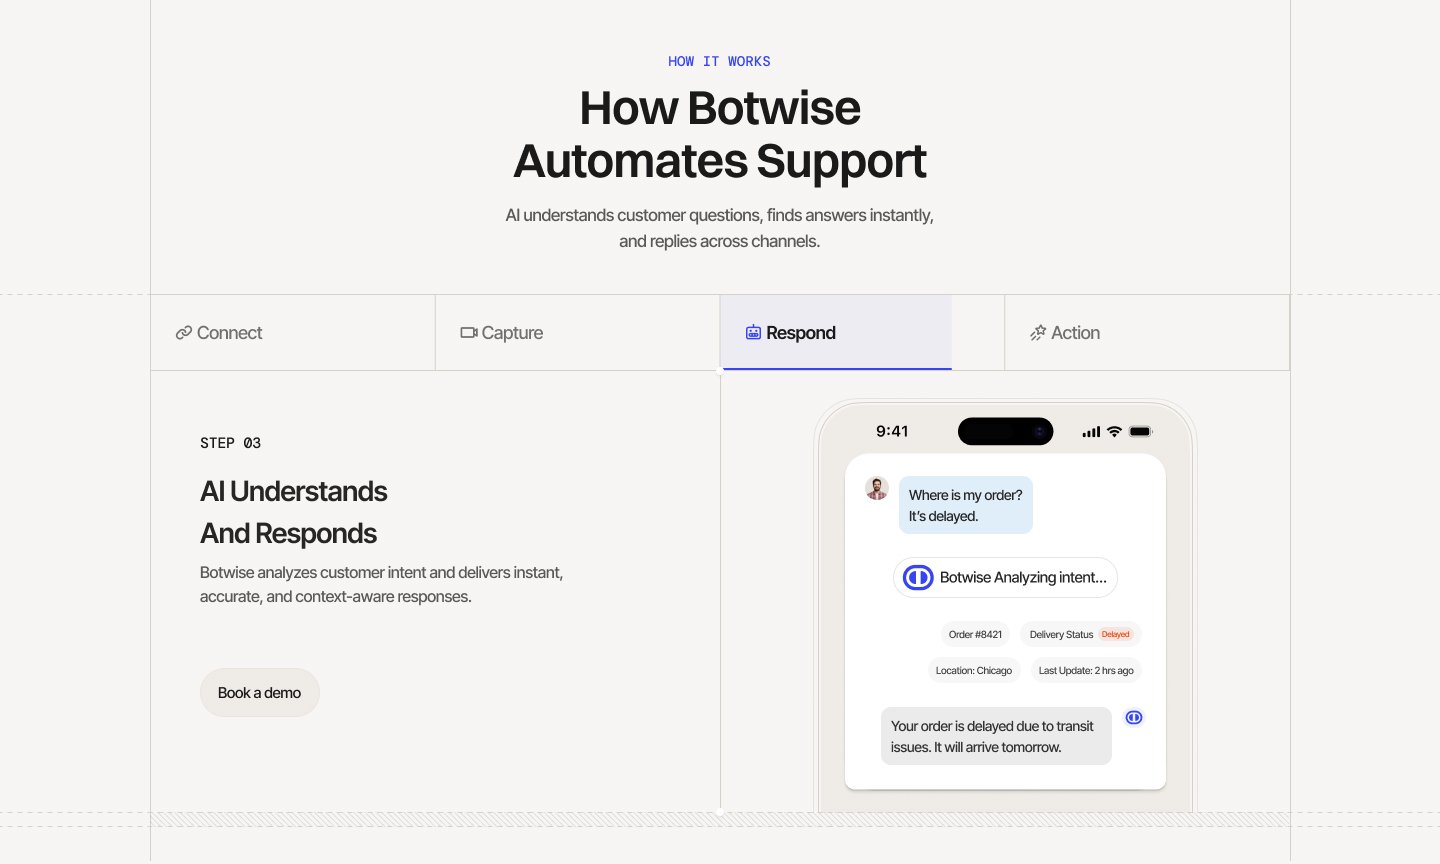 HOW IT WORKS
How Botwise
Automates Support
AI understands customer questions, finds answers instantly,
and replies across channels.
Connect
Capture
Respond
Action
STEP 03
AI Understands
And Responds
Botwise analyzes customer intent and delivers instant,
accurate, and context-aware responses.
Book a demo
9:41
Where is my order?
It’s delayed.
Botwise Analyzing intent...
Order #8421
Delivery Status Delayed
Location: Chicago
Last Update: 2 hrs ago
Your order is delayed due to transit
issues. It will arrive tomorrow.